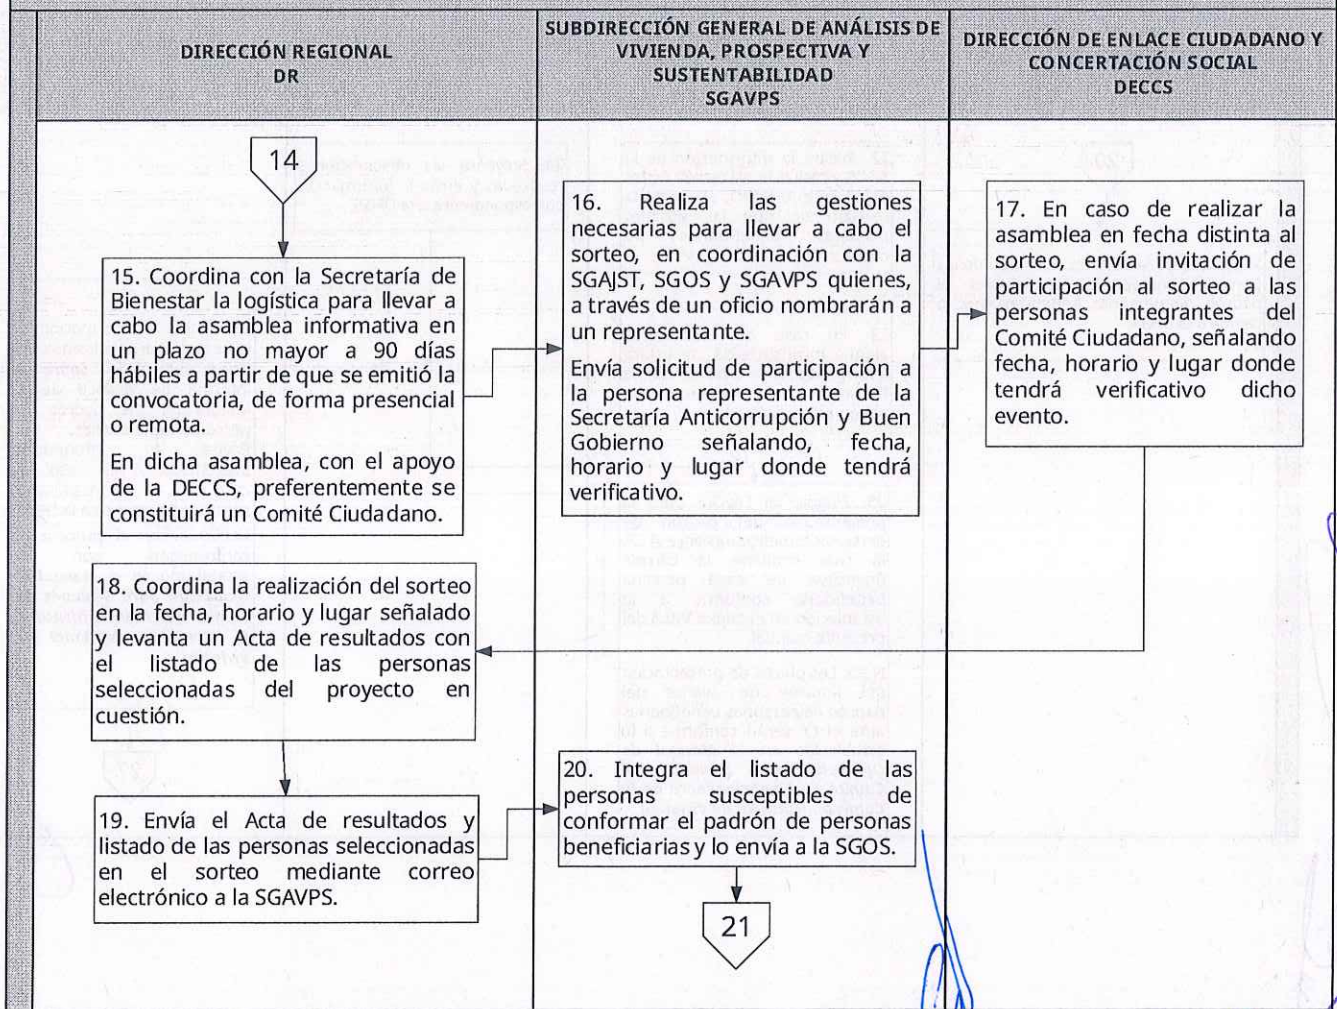 DIRECCIÓN REGIONAL
DR
SUBDIRECCIÓN GENERAL DE ANÁLISIS DE
VIVIENDA, PROSPECTIVA Y
SUSTENTABILIDAD
SGAVPS
DIRECCIÓN DE ENLACE CIUDADANO Y
CONCERTACIÓN SOCIAL
DECCS
14
15. Coordina con la Secretaría de
Bienestar la logística para llevar a
cabo la asamblea informativa en
un plazo no mayor a 90 días
hábiles a partir de que se emitió la
convocatoria, de forma presencial
o remota.
En dicha asamblea, con el apoyo
de la DECCS, preferentemente se
constituirá un Comité Ciudadano.
16. Realiza las gestiones
necesarias para llevar a cabo el
sorteo, en coordinación con la
SGAJST, SGOS y SGAVPS quienes,
a través de un oficio nombrarán a
un representante.
Envía solicitud de participación a
la persona representante de la
Secretaría Anticorrupción y Buen
Gobierno señalando, fecha,
horario y lugar donde tendrá
verificativo.
17. En caso de realizar la
asamblea en fecha distinta al
sorteo, envía invitación de
participación al sorteo a las
personas integrantes del
Comité Ciudadano, señalando
fecha, horario y lugar donde
tendrá verificativo dicho
evento.
18. Coordina la realización del sorteo
en la fecha, horario y lugar señalado
y levanta un Acta de resultados con
el listado de las personas
seleccionadas del proyecto en
cuestión.
19. Envía el Acta de resultados y
listado de las personas seleccionadas
en el sorteo mediante correo
electrónico a la SGAVPS.
20. Integra el listado de las
personas susceptibles de
conformar el padrón de personas
beneficiarias y lo envía a la SGOS.
21